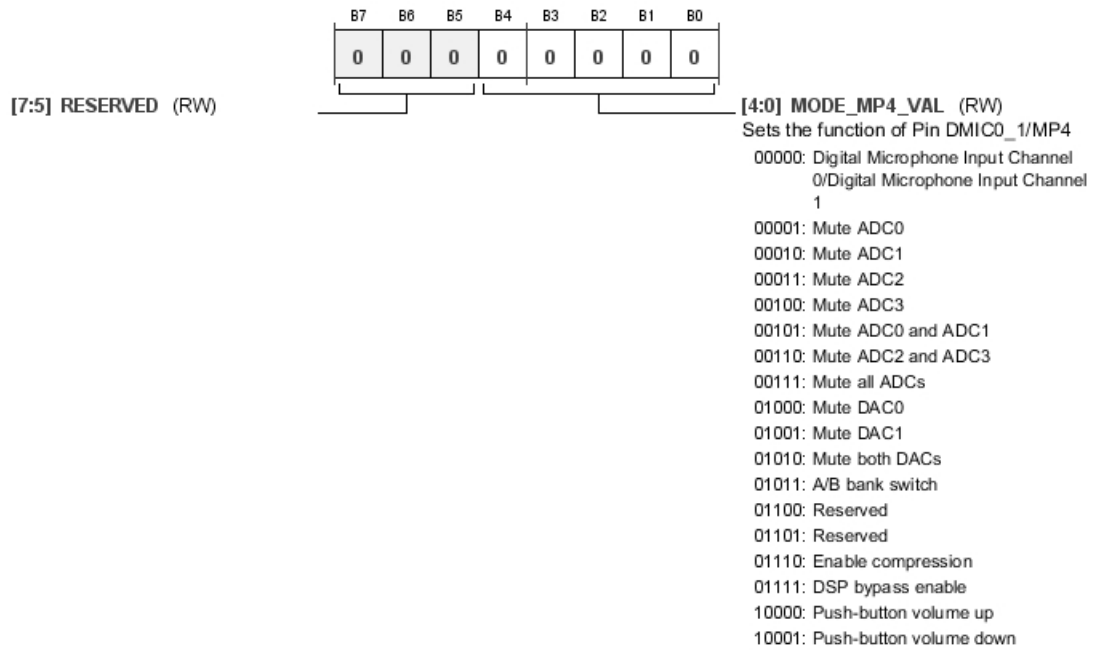 B7 B6 B5 B4 B3 B2 B1 B0
0 0 0 0 0 0 0 0
[7:5] RESERVED (RW)
[4:0] MODE_MP4_VAL (RW)
Sets the function of Pin DMIC0_1/MP4
00000: Digital Microphone Input Channel
0/Digital Microphone Input Channel
1
00001: Mute ADC0
00010: Mute ADC1
00011: Mute ADC2
00100: Mute ADC3
00101: Mute ADC0 and ADC1
00110: Mute ADC2 and ADC3
00111: Mute all ADCs
01000: Mute DAC0
01001: Mute DAC1
01010: Mute both DACs
01011: A/B bank switch
01100: Reserved
01101: Reserved
01110: Enable compression
01111: DSP bypass enable
10000: Push-button volume up
10001: Push-button volume down